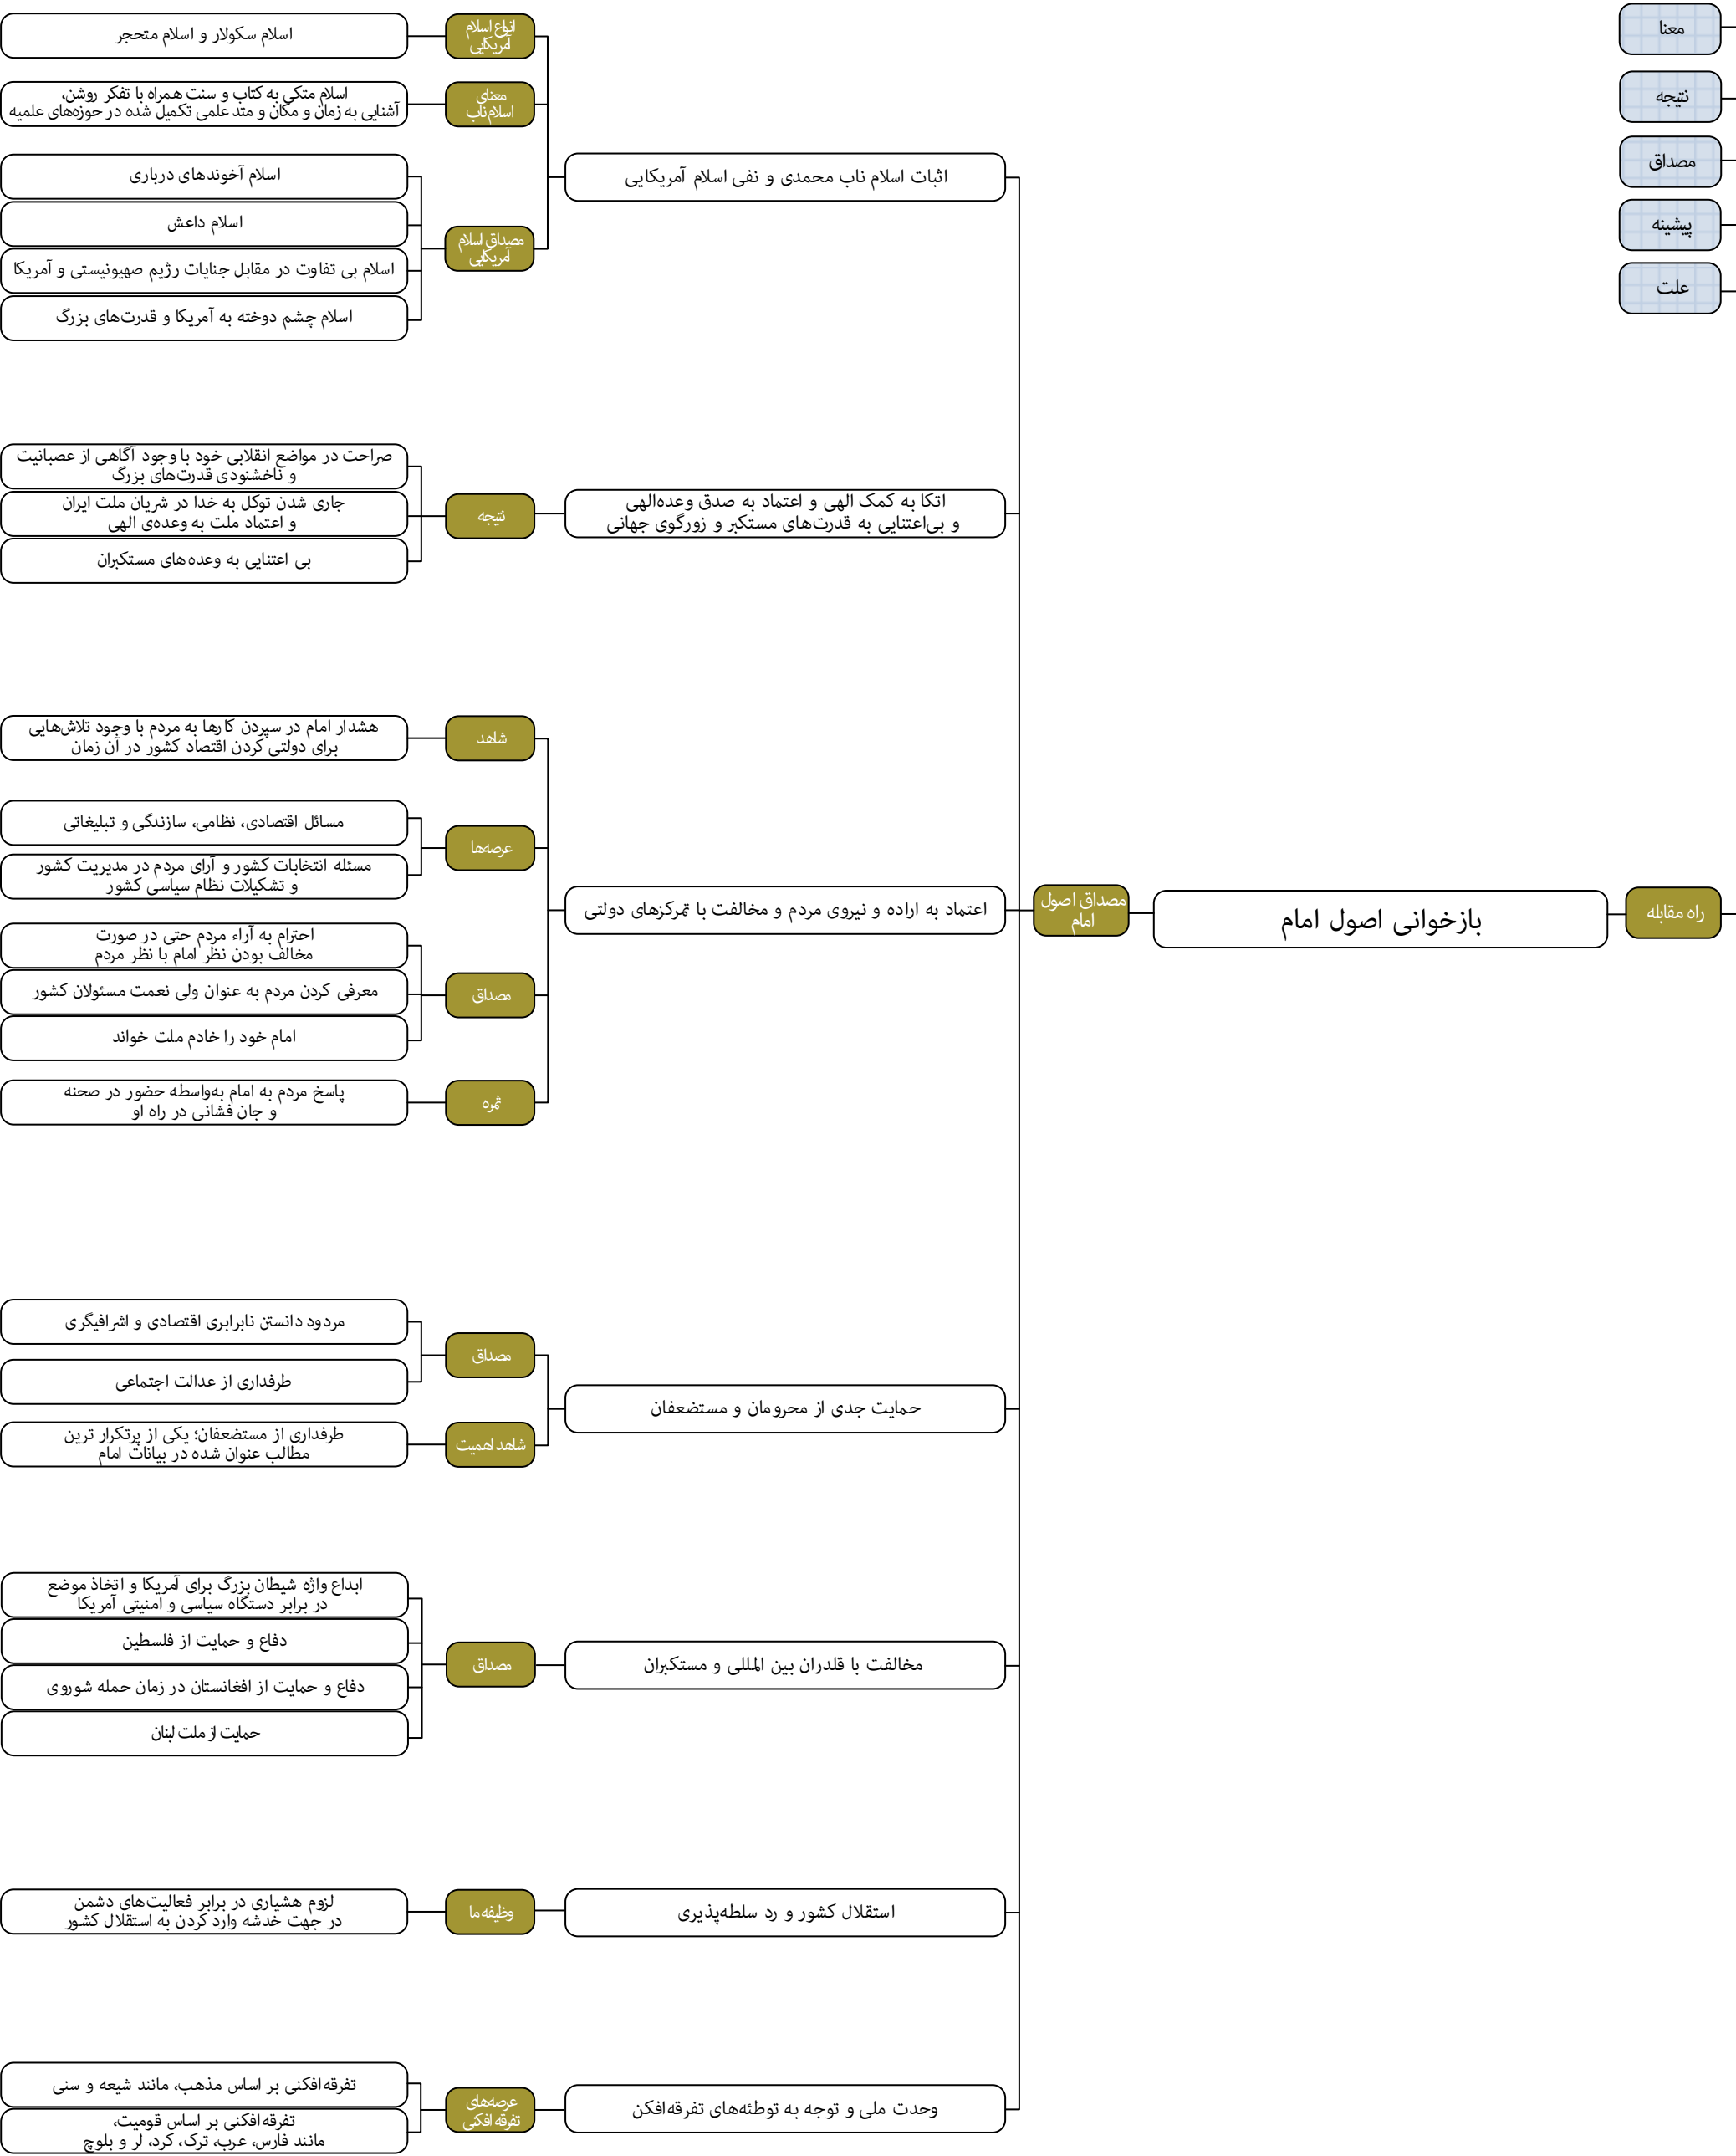 معنا
نتیجه
مصداق
پیشینه
علت
راه مقابله
بازخوانی اصول امام
مصداق اصول
امام
اثبات اسلام ناب محمدی و نفی اسلام آمریکایی
انواع اسلام
آمریکایی
اسلام سکولار و اسلام متحجر
معنای
اسلام ناب
اسلام متکی به کتاب و سنت همراه با تفکر روشن،
آشنایی به زمان و مکان و متد علمی تکمیل شده در حوزه‌های علمیه
مصداق اسلام
آمریکایی
اسلام آخوندهای درباری
اسلام داعش
اسلام بی تفاوت در مقابل جنایات رژیم صهیونیستی و آمریکا
اسلام چشم دوخته به آمریکا و قدرت‌های بزرگ
اتکا به کمک الهی و اعتماد به صدق وعده‌الهی
و بی‌اعتنایی به قدرت‌های مستکبر و زورگوی جهانی
نتیجه
صراحت در مواضع انقلابی خود با وجود آگاهی از عصبانیت
و ناخشنودی قدرت‌های بزرگ
جاری شدن توکل به خدا در شریان ملت ایران
و اعتماد ملت به وعده‌ی الهی
بی اعتنایی به وعده‌های مستکبران
اعتماد به اراده و نیروی مردم و مخالفت با تمرکزهای دولتی
شاهد
هشدار امام در سپردن کارها به مردم با وجود تلاش‌هایی
برای دولتی کردن اقتصاد کشور در آن زمان
عرصه‌ها
مسائل اقتصادی، نظامی، سازندگی و تبلیغاتی
مسئله انتخابات کشور و آرای مردم در مدیریت کشور
و تشکیلات نظام سیاسی کشور
مصداق
احترام به آراء مردم حتی در صورت
مخالف بودن نظر امام با نظر مردم
معرفی کردن مردم به عنوان ولی نعمت مسئولان کشور
امام خود را خادم ملت خواند
ثمره
پاسخ مردم به امام به‌واسطه حضور در صحنه
و جان فشانی در راه او
حمایت جدی از محرومان و مستضعفان
مصداق
مردود دانستن نابرابری اقتصادی و اشرافیگری
طرفداری از عدالت اجتماعی
شاهد اهمیت
طرفداری از مستضعفان؛ یکی از پرتکرار ترین
مطالب عنوان شده در بیانات امام
مخالفت با قلدران بین المللی و مستکبران
مصداق
ابداع واژه شیطان بزرگ برای آمریکا و اتخاذ موضع
در برابر دستگاه سیاسی و امنیتی آمریکا
دفاع و حمایت از فلسطین
دفاع و حمایت از افغانستان در زمان حمله شوروی
حمایت از ملت لبنان
استقلال کشور و رد سلطه‌پذیری
وظیفه ما
لزوم هشیاری در برابر فعالیت‌های دشمن
در جهت خدشه وارد کردن به استقلال کشور
وحدت ملی و توجه به توطئه‌های تفرقه‌افکن
عرصه‌های
تفرقه افکنی
تفرقه‌افکنی بر اساس مذهب، مانند شیعه و سنی
تفرقه‌افکنی بر اساس قومیت،
مانند فارس، عرب، ترک، کرد، لر و بلوچ